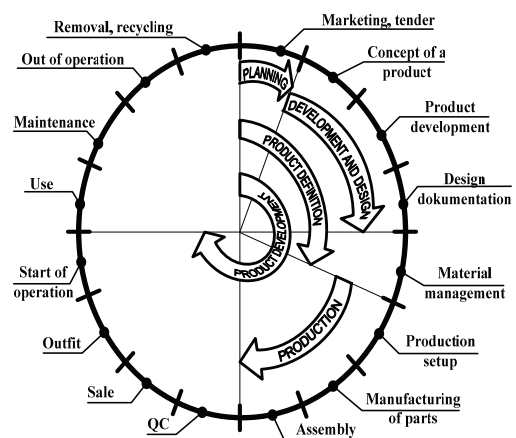 Removal, recycling
Marketing, tender
Out of operation
Concept of a
product
Maintenance
Product
development
Use
Design
dokumentation
Start of
operation
Material
management
Outfit
Production
setup
Sale
Manufacturing
of parts
QC
Assembly
PLANNING
DEVELOPMENT AND DESIGN
PRODUCT DEFINITION
PRODUCT DEVELOPMENT
PRODUCTION